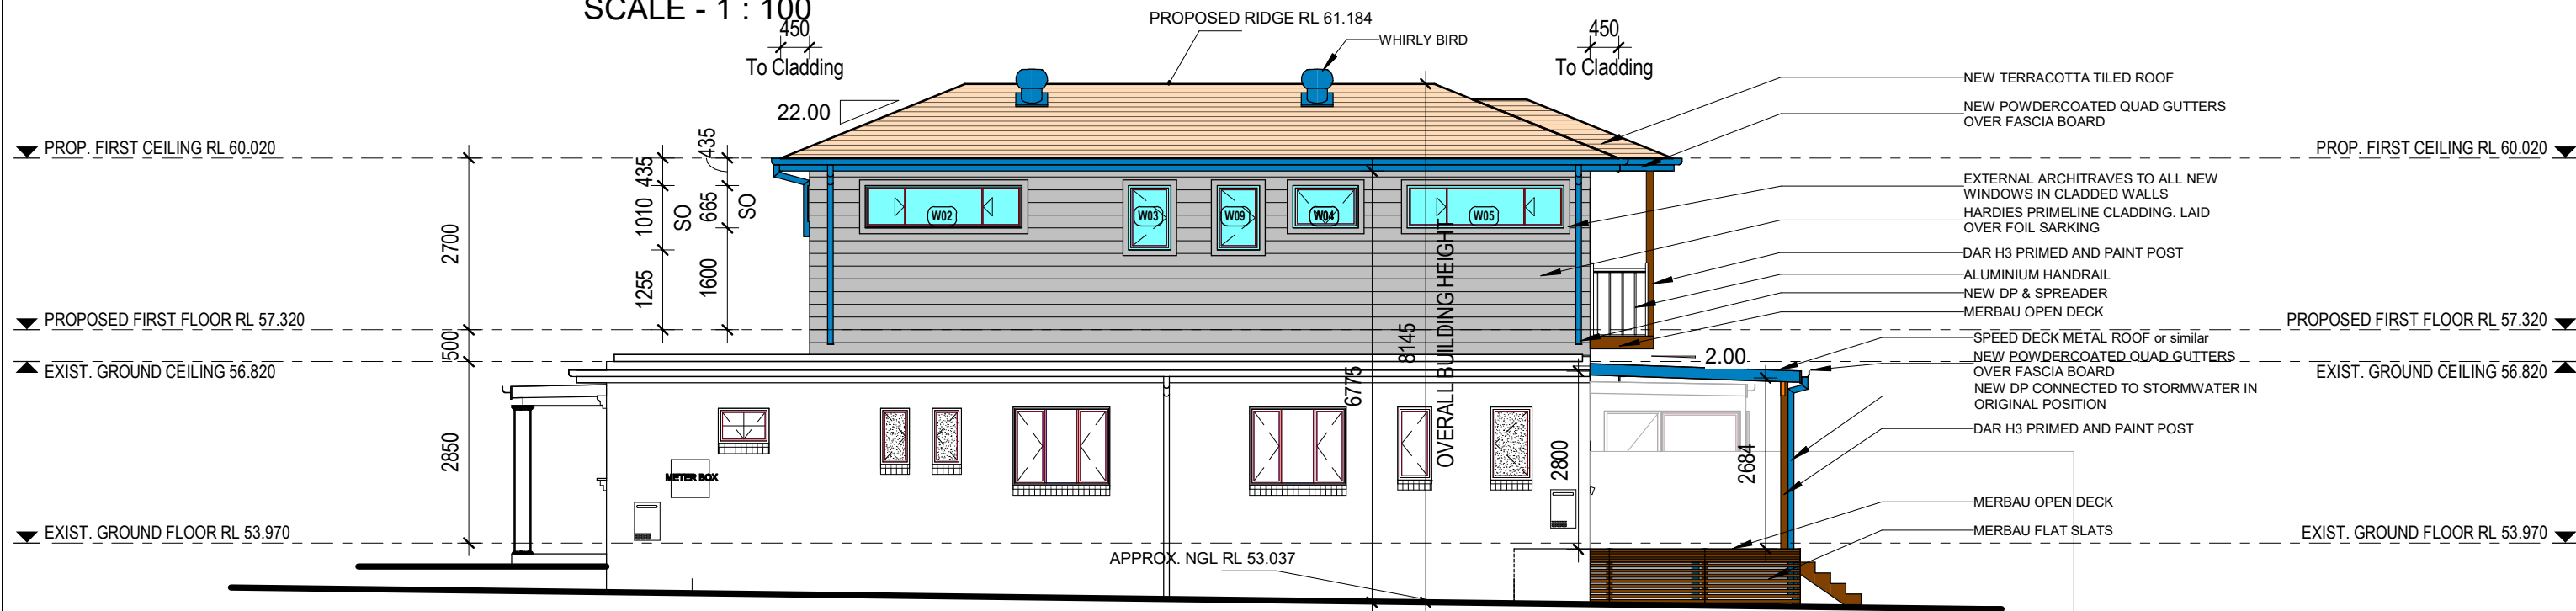 SCALE - 1 : 100
450
To Cladding
PROPOSED RIDGE RL 61.184
WHIRLY BIRD
450
To Cladding
22.00
NEW TERRACOTTA TILED ROOF
NEW POWDERCOATED QUAD GUTTERS
OVER FASCIA BOARD
PROP. FIRST CEILING RL 60.020
PROP. FIRST CEILING RL 60.020
EXTERNAL ARCHITRAVES TO ALL NEW
WINDOWS IN CLADDED WALLS
HARDIES PRIMELINE CLADDING. LAID
OVER FOIL SARKING
DAR H3 PRIMED AND PAINT POST
ALUMINIUM HANDRAIL
NEW DP & SPREADER
MERBAU OPEN DECK
2700
435
1010
SO
1255
435
665
SO
1600
W02
W03
W09
W04
W05
PROPOSED FIRST FLOOR RL 57.320
PROPOSED FIRST FLOOR RL 57.320
500
SPEED DECK METAL ROOF or similar
NEW POWDERCOATED QUAD GUTTERS
OVER FASCIA BOARD
2.00
EXIST. GROUND CEILING 56.820
EXIST. GROUND CEILING 56.820
NEW DP CONNECTED TO STORMWATER IN
ORIGINAL POSITION
DAR H3 PRIMED AND PAINT POST
2850
METER BOX
6775
8145
OVERALL BUILDING HEIGHT
2800
2684
MERBAU OPEN DECK
MERBAU FLAT SLATS
EXIST. GROUND FLOOR RL 53.970
EXIST. GROUND FLOOR RL 53.970
APPROX. NGL RL 53.037